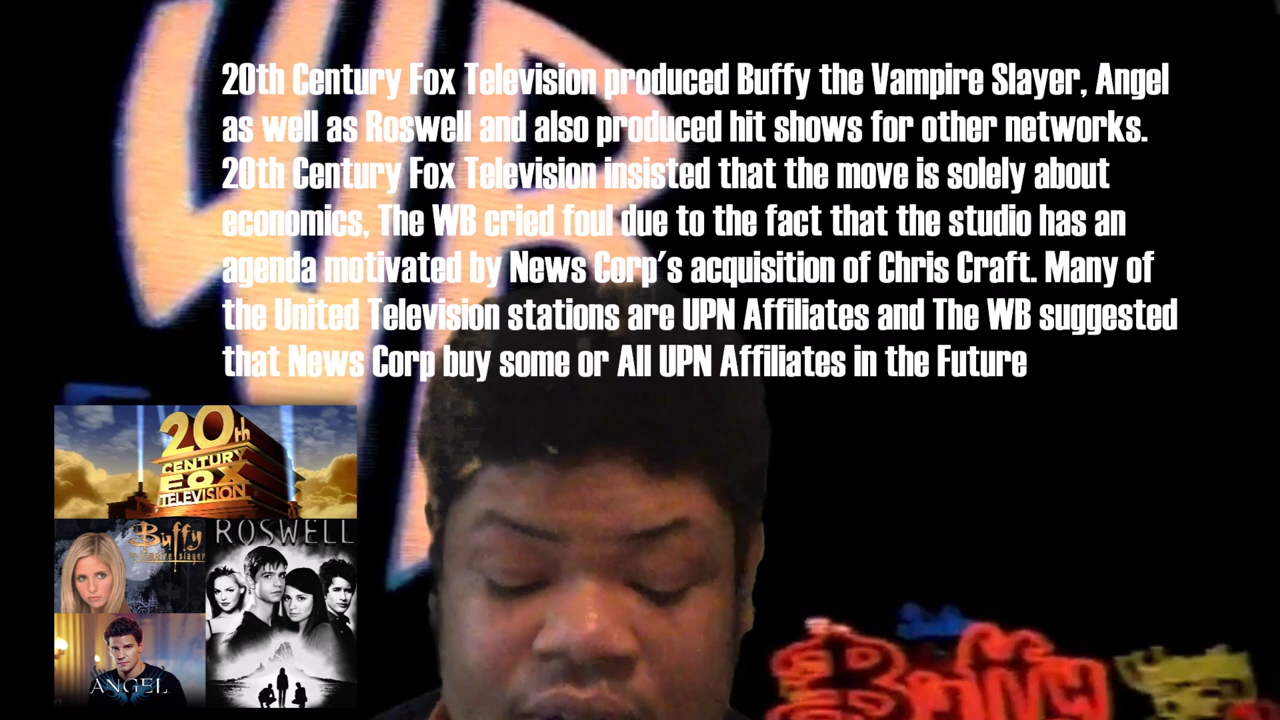 WB
20th Century Fox Television produced Buffy the Vampire Slayer, Angel
as well as Roswell and also produced hit shows for other networks.
20th Century Fox Television insisted that the move is solely about
economics, The WB cried foul due to the fact that the studio has an
agenda motivated by News Corp's acquisition of Chris Craft. Many of
the United Television stations are UPN Affiliates and The WB suggested
that News Corp buy some or All UPN Affiliates in the Future
20th
CENTURY
FOX
TELEVISION
Buffy
ROSWELL
ANGEL